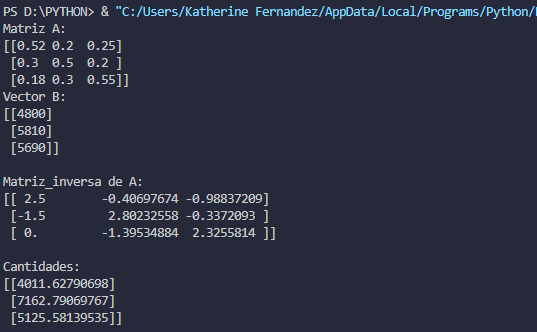 PS D:\PYTHON> & "C:/Users/Katherine Fernandez/AppData/Local/Programs/Python/
Matriz A:
[[0.52 0.2  0.25]
 [0.3  0.5  0.2 ]
 [0.18 0.3  0.55]]
Vector B:
[[4800]
 [5810]
 [5690]]
Matriz_inversa de A:
[[ 2.5        -0.40697674 -0.98837209]
 [-1.5         2.80232558 -0.3372093 ]
 [ 0.         -1.39534884  2.3255814 ]]
Cantidades:
[[4011.62790698]
 [7162.79069767]
 [5125.58139535]]